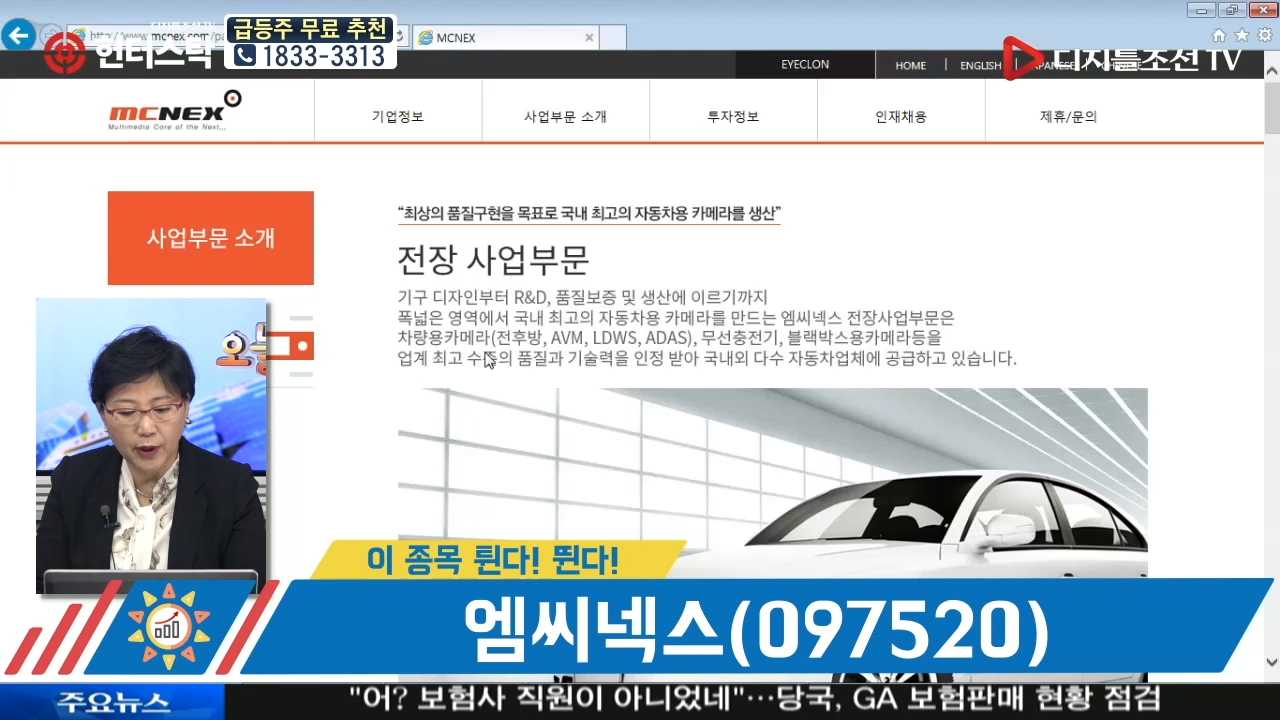 급등주 무료 추천
1833-3313
헌터스탁
디지틀조선TV
MCNEX
EYECLON
HOME
ENGLISH
MCNEX
Multimedia Core of the Next...
기업정보
사업부문 소개
투자정보
인재채용
제휴/문의
사업부문 소개
“최상의 품질구현을 목표로 국내 최고의 자동차용 카메라를 생산”
전장 사업부문
기구 디자인부터 R&D, 품질보증 및 생산에 이르기까지
폭넓은 영역에서 국내 최고의 자동차용 카메라를 만드는 엠씨넥스 전장사업부문은
차량용카메라(전후방, AVM, LDWS, ADAS), 무선충전기, 블랙박스용카메라등을
업계 최고 수준의 품질과 기술력을 인정 받아 국내외 다수 자동차업체에 공급하고 있습니다.
이 종목 튄다! 뛴다!
엠씨넥스(097520)
주요뉴스
"어? 보험사 직원이 아니었네"…당국, GA 보험판매 현황 점검